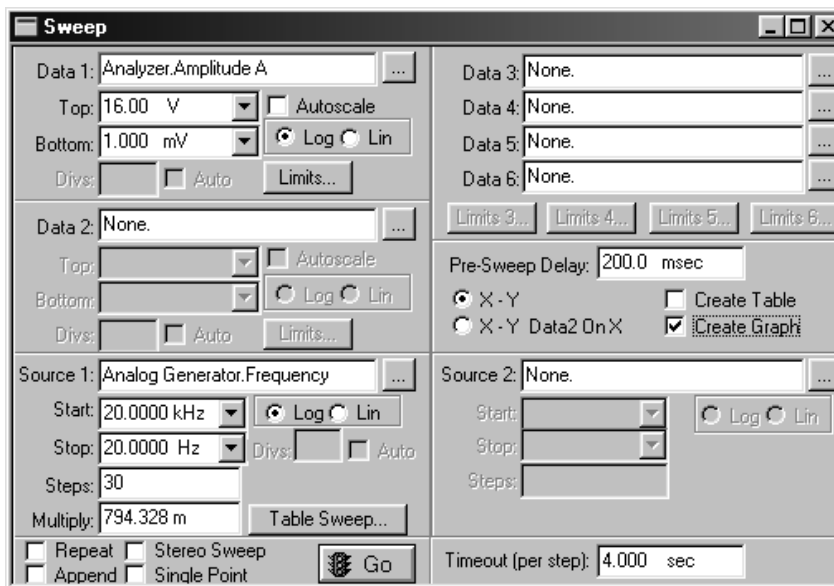 Sweep
Data 1: Analyzer.Amplitude A ...
Top: 16.00 V Autoscale
Bottom: 1.000 mV Log Lin
Divs: Auto Limits...
Data 2: None. ...
Top: Autoscale
Bottom: Log Lin
Divs: Auto Limits...
Source 1: Analog Generator.Frequency ...
Start: 20.0000 kHz Log Lin
Stop: 20.0000 Hz Divs: Auto
Steps: 30
Multiply: 794.328 m Table Sweep...
Repeat Stereo Sweep
Append Single Point
Go
Data 3: None. ...
Data 4: None. ...
Data 5: None. ...
Data 6: None. ...
Limits 3... Limits 4... Limits 5... Limits 6...
Pre-Sweep Delay: 200.0 msec
X - Y Create Table
X - Y Data2 On X Create Graph
Source 2: None. ...
Start: Log Lin
Stop:
Steps:
Timeout (per step): 4.000 sec